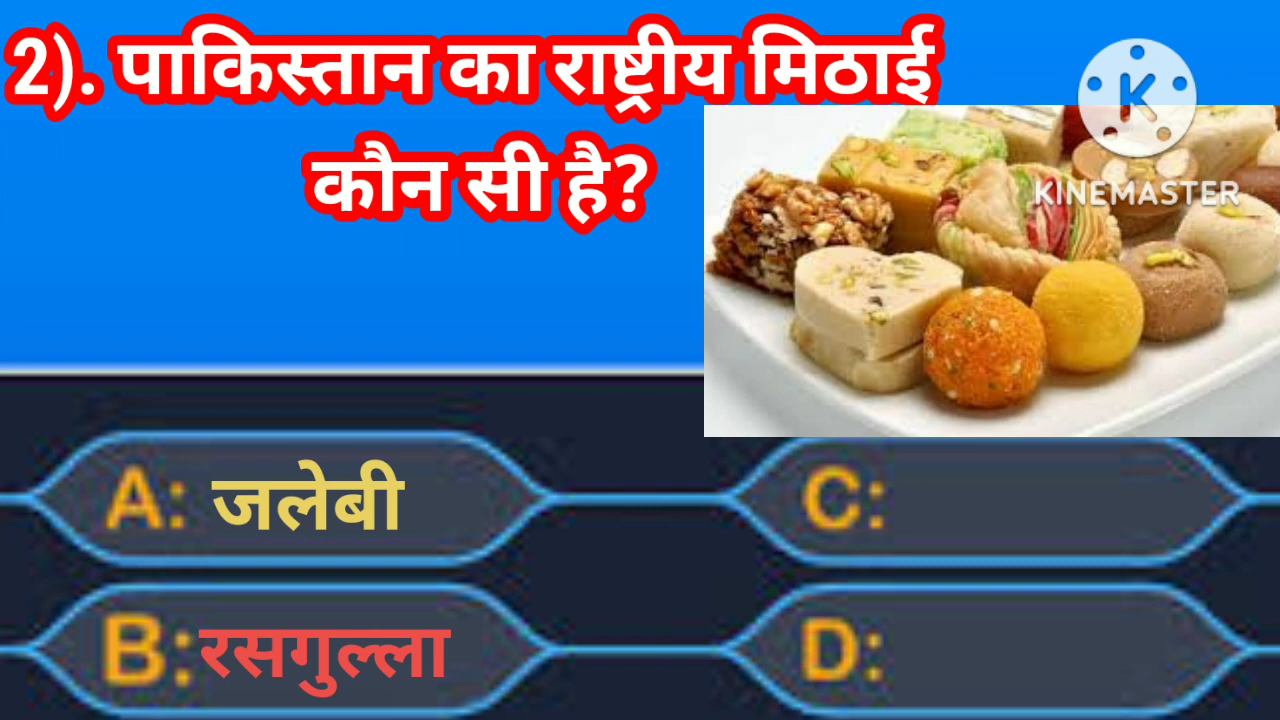 2). पाकिस्तान का राष्ट्रीय मिठाई
कौन सी है?
K
KINEMASTER
A: जलेबी
C:
B: रसगुल्ला
D: